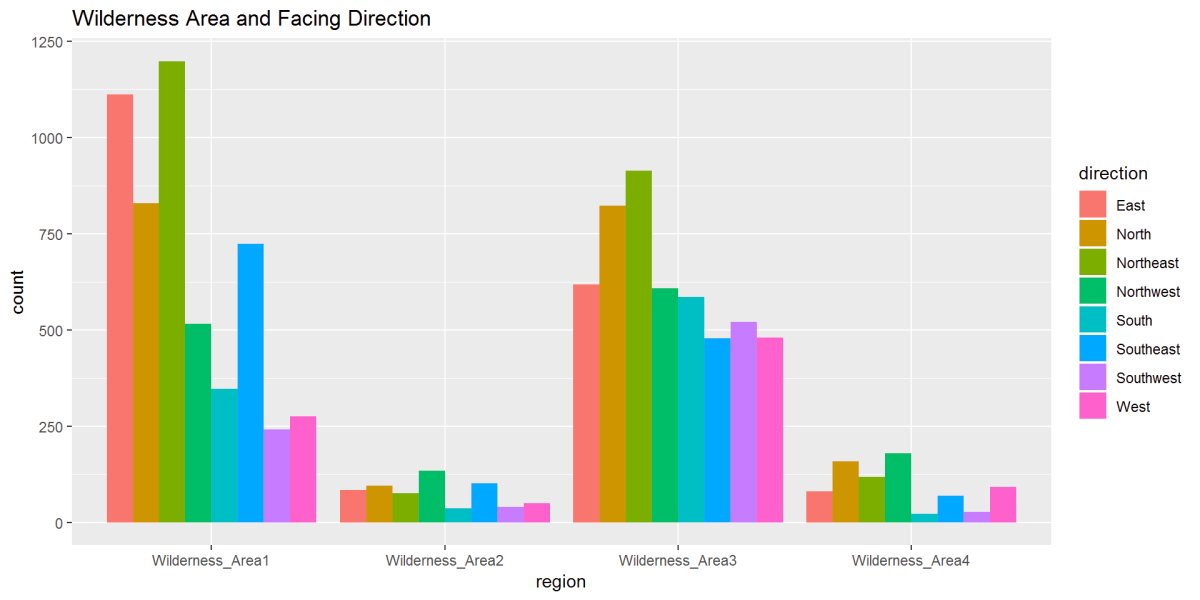 Wilderness Area and Facing Direction
1250
1000
750
500
250
0
count
Wilderness_Area1
Wilderness_Area2
Wilderness_Area3
Wilderness_Area4
region
direction
East
North
Northeast
Northwest
South
Southeast
Southwest
West